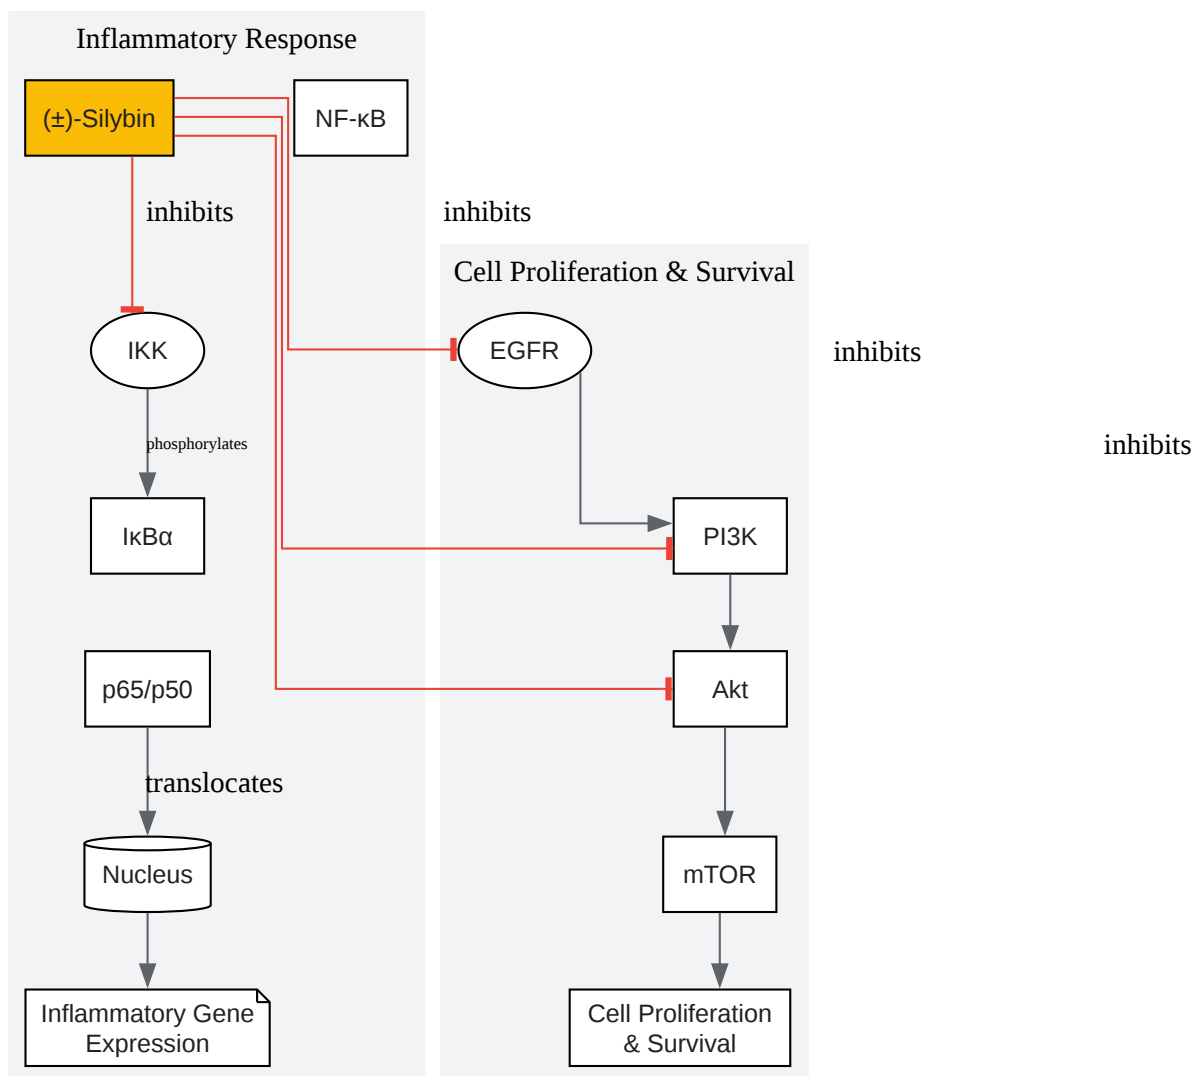 Inflammatory Response
(±)-Silybin
NF-κB
inhibits
inhibits
Cell Proliferation & Survival
IKK
EGFR
inhibits
phosphorylates
inhibits
IκBα
PI3K
p65/p50
Akt
translocates
Nucleus
mTOR
Inflammatory Gene
Expression
Cell Proliferation
& Survival